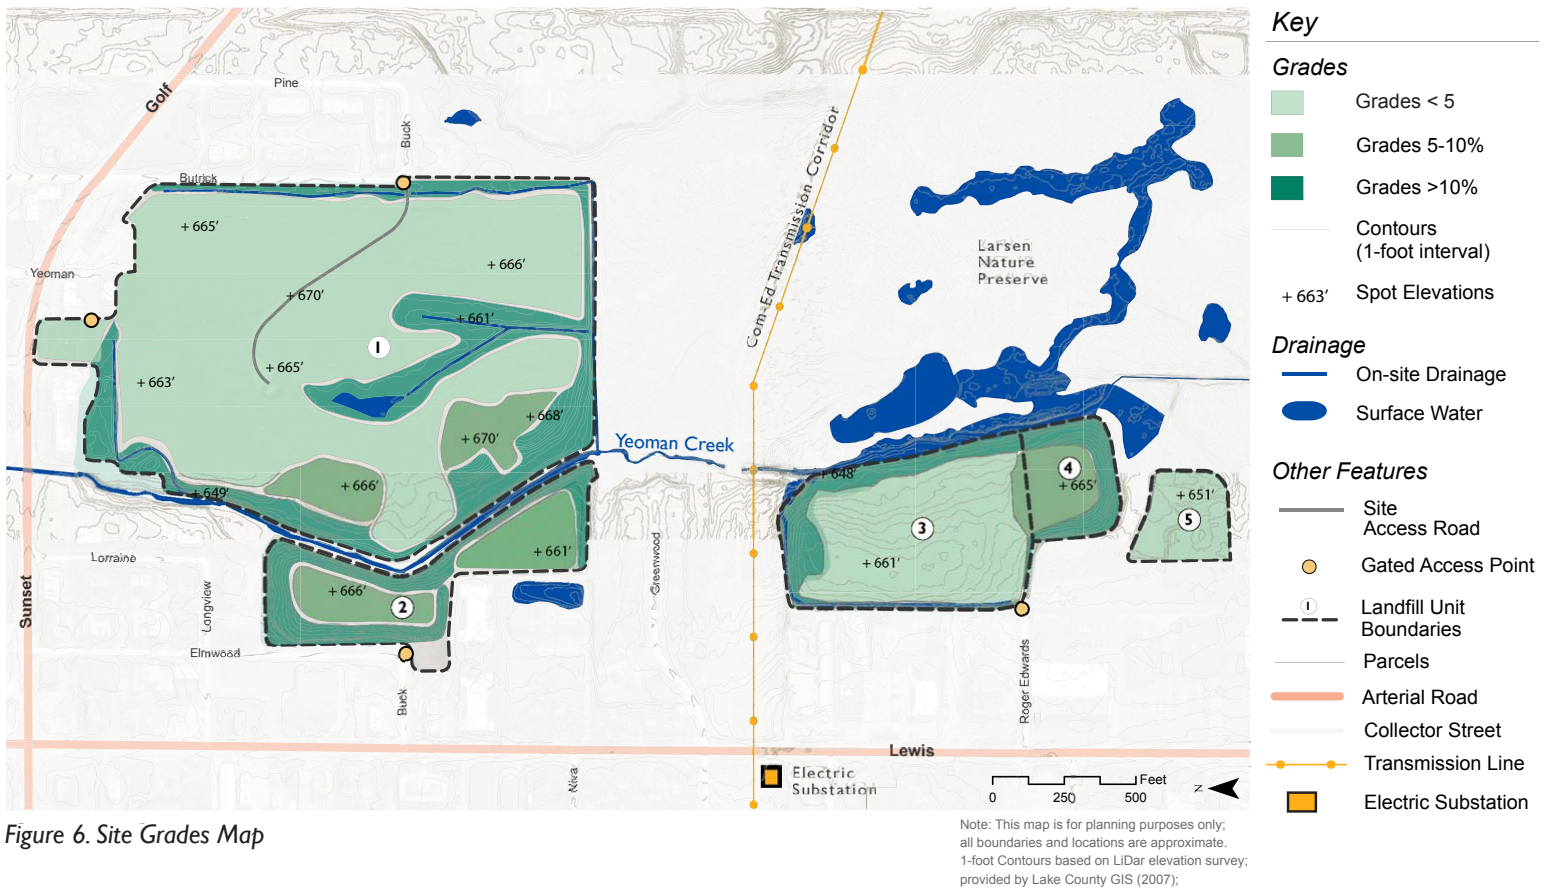 Pine
Golf
Buck
Butrick
+ 665'
Yeoman
+ 666'
+670'
+ 661'
1
+665'
+ 663'
+ 668'
+ 670'
+ 666'
+ 649'
Yeoman Creek
Com-Ed Transmission Corridor
Larsen
Nature
Preserve
+ 648'
4
+ 665'
3
+ 661'
+ 651'
5
Lorraine
Longview
+ 661'
+ 666'
2
Elmwood
Buck
Sunset
Greenwood
Niva
Roger Edwards
Lewis
Electric
Substation
Feet
0 250 500
N
Key
Grades
Grades < 5
Grades 5-10%
Grades >10%
Contours
(1-foot interval)
+ 663' Spot Elevations
Drainage
On-site Drainage
Surface Water
Other Features
Site
Access Road
Gated Access Point
1 Landfill Unit
Boundaries
Parcels
Arterial Road
Collector Street
Transmission Line
Electric Substation
Figure 6. Site Grades Map
Note: This map is for planning purposes only;
all boundaries and locations are approximate.
1-foot Contours based on LiDar elevation survey;
provided by Lake County GIS (2007);